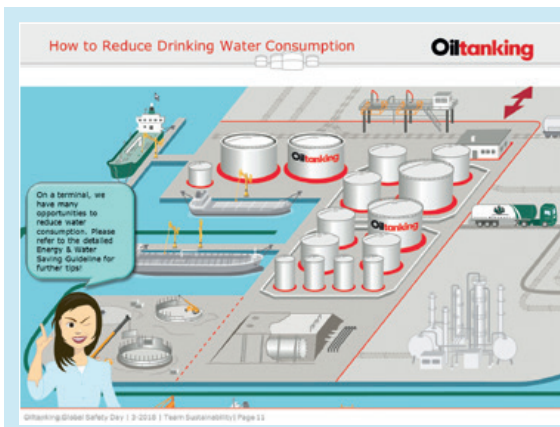 How to Reduce Drinking Water Consumption
Oiltanking
Oiltanking
Oiltanking
On a terminal, we
have many
opportunities to
reduce water
consumption. Please
refer to the detailed
Energy & Water
Saving Guideline for
further tips!
Oiltanking Global Safety Day | 3-2016 | Team Sustainability| Page 11